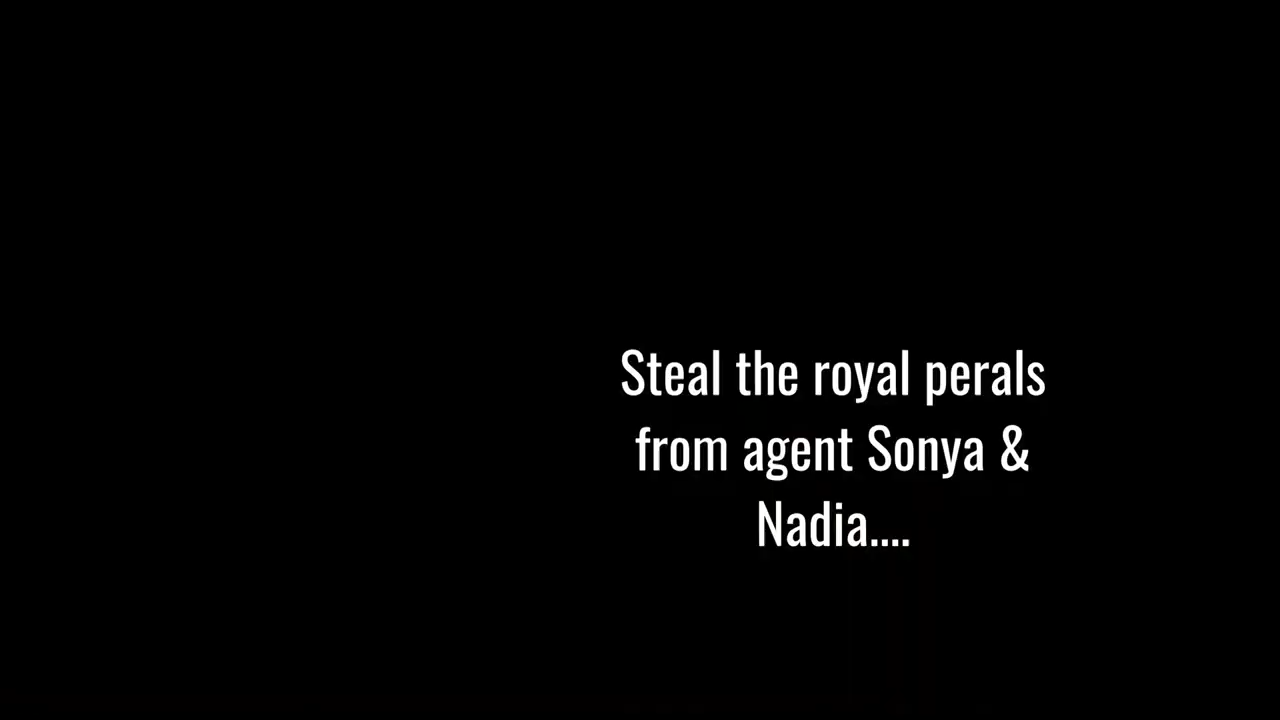 Steal the royal perals
from agent Sonya &
Nadia....